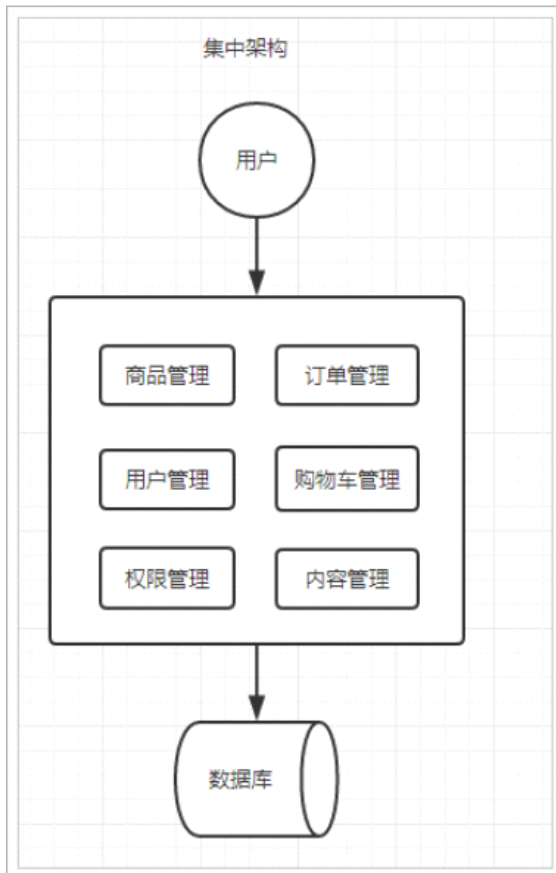 集中架构
用户
商品管理
订单管理
用户管理
购物车管理
权限管理
内容管理
数据库